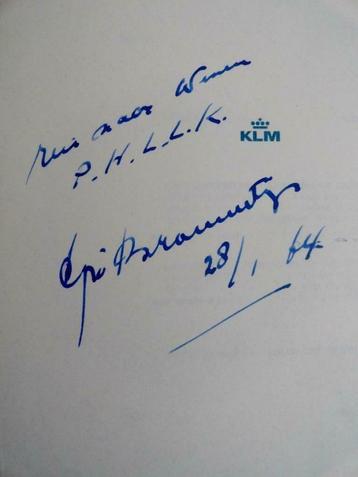 reis naar Wenen
P.H.L.L.K.
KLM
28/1 64